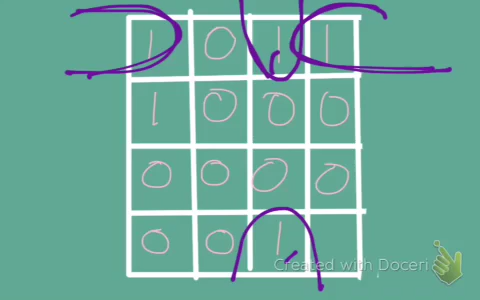 1 0 1 1
1 0 0 0
0 0 0 0
0 0 1
Created with Doceri